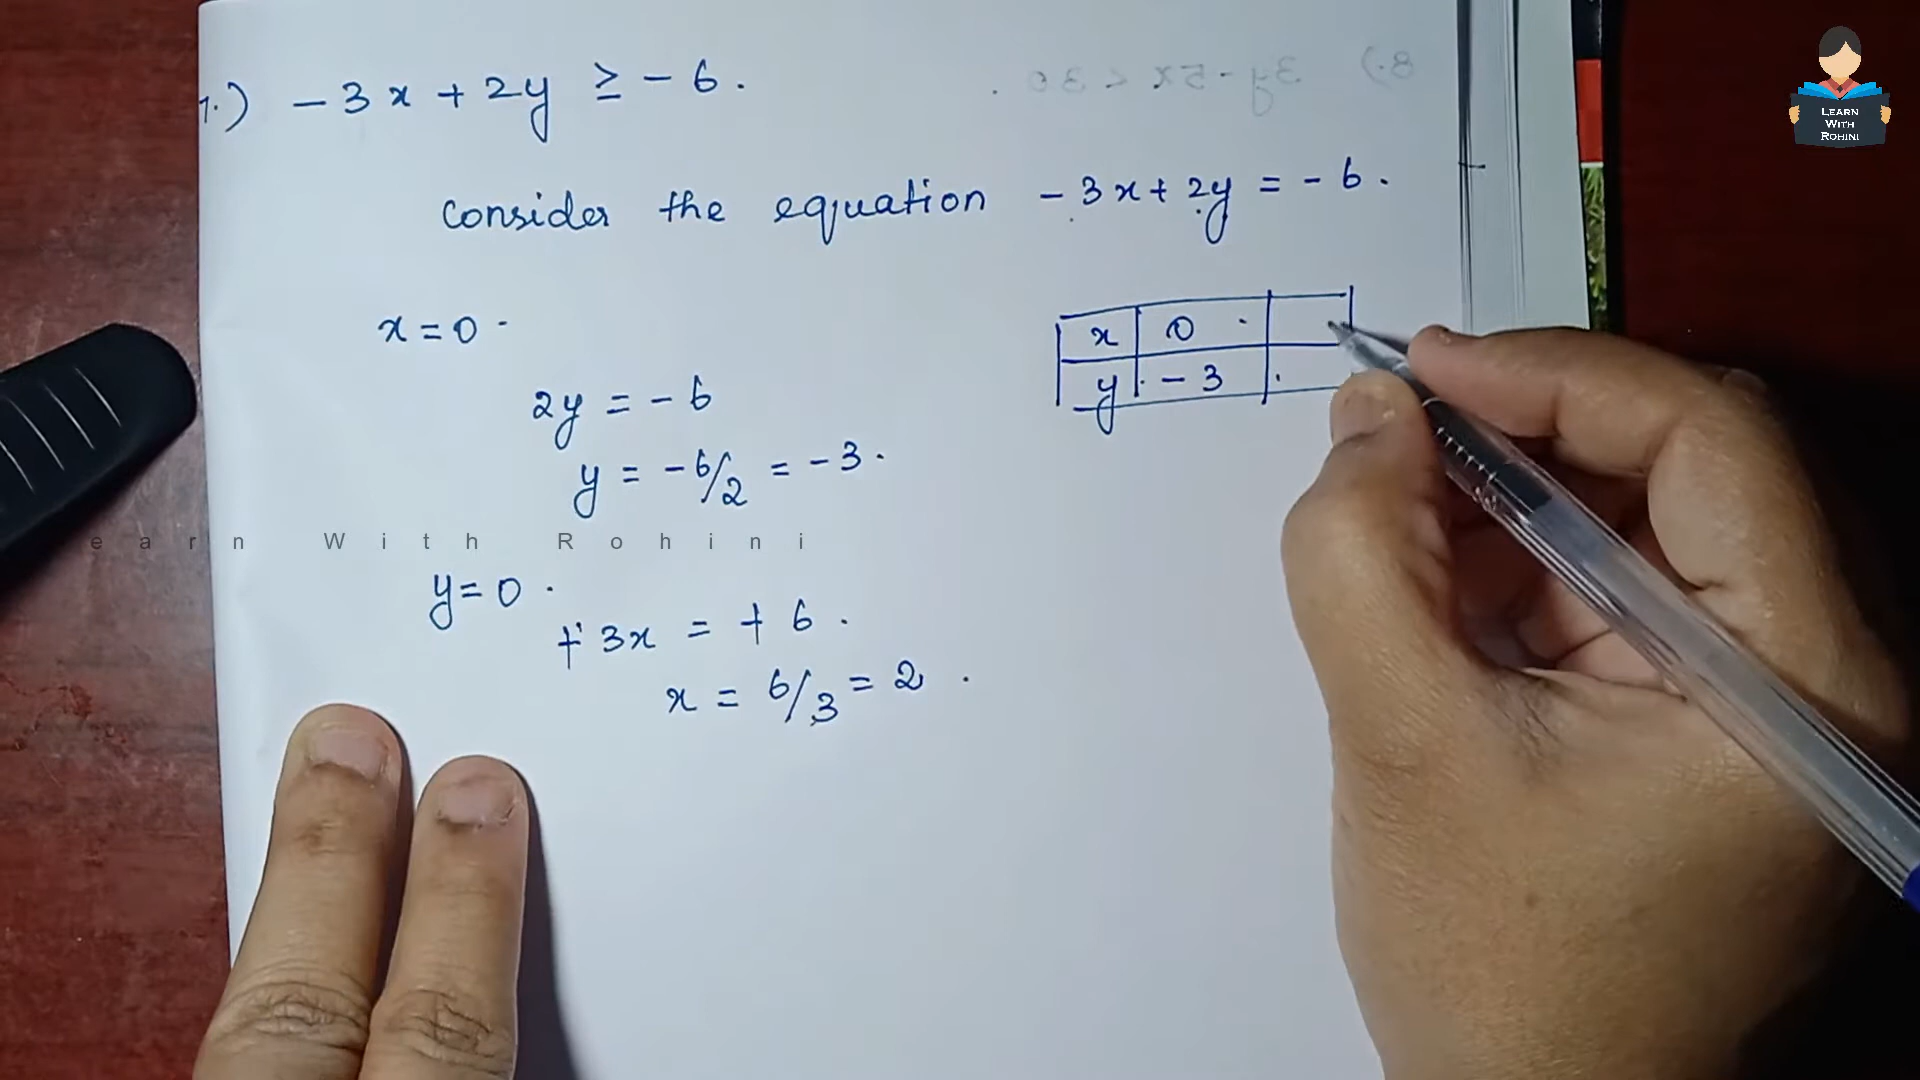 7.) -3x + 2y ≥ -6.
consider the equation -3x + 2y = -6.
x = 0.
x 0
y -3
2y = -6
y = -6/2 = -3.
earn With Rohini
y = 0.
+3x = +6.
x = 6/3 = 2.
LEARN
WITH
ROHINI